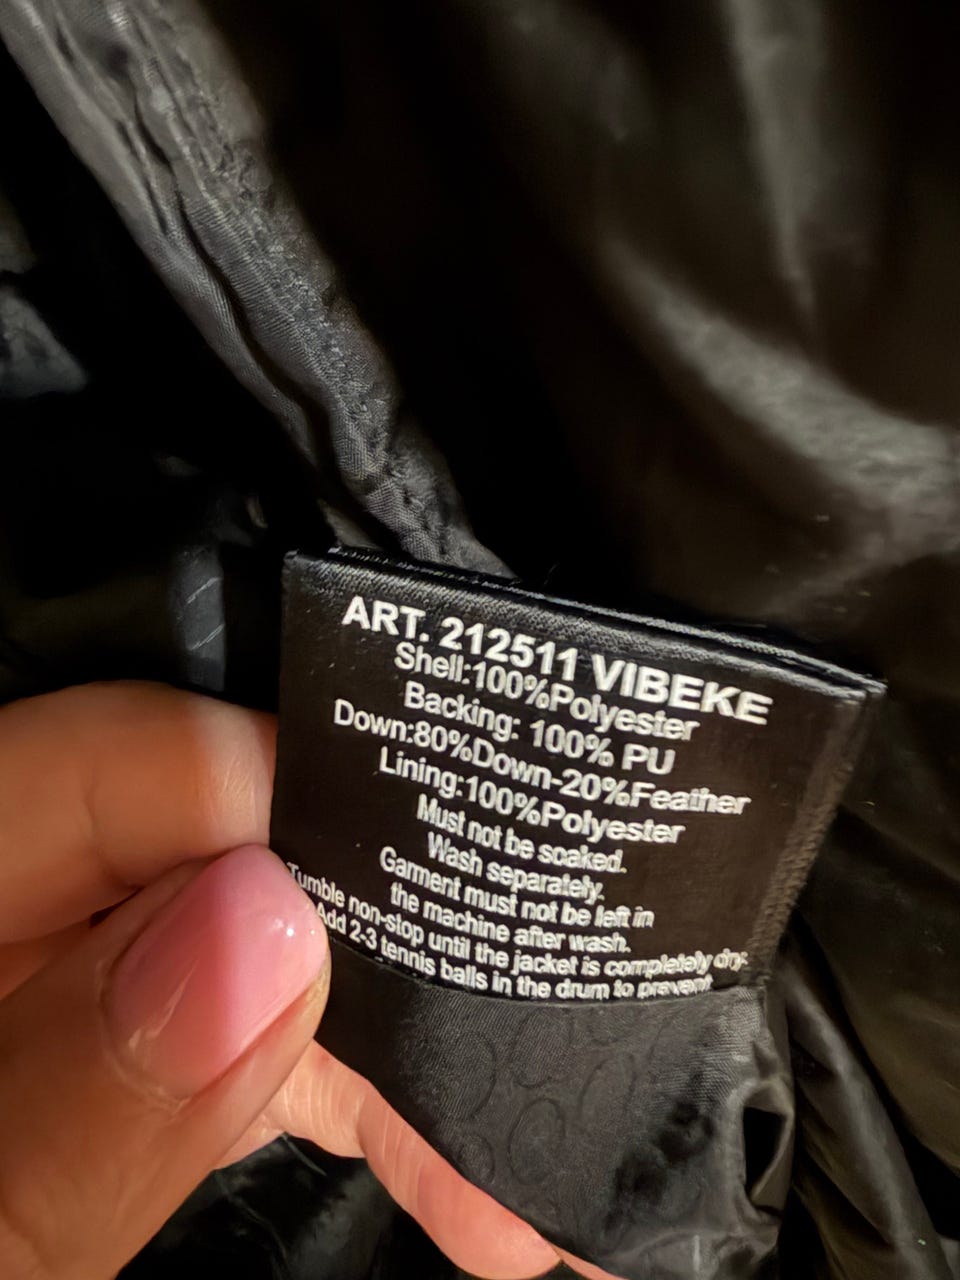 ART. 212511 VIBEKE
Shell:100%Polyester
Backing: 100% PU
Down:80%Down-20%Feather
Lining:100%Polyester
Must not be soaked.
Wash separately.
Garment must not be left in
the machine after wash.
Tumble non-stop until the jacket is completely dry.
Add 2-3 tennis balls in the drum to prevent